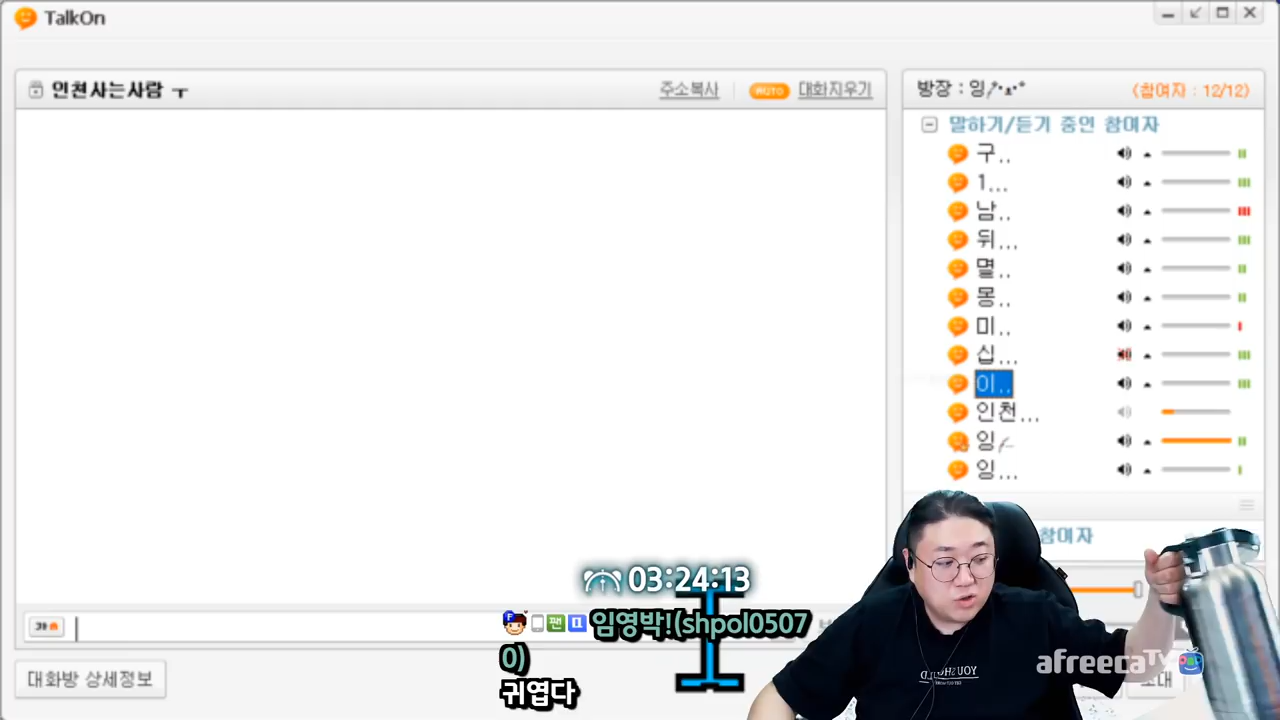 TalkOn
인천사는사람 ㅜ
주소복사
AUTO
대화지우기
방장 : 잉
(참여자 : 12/12)
말하기/듣기 중인 참여자
구..
1...
남..
뒤...
멸..
몽..
미..
십...
이..
인천...
잉
잉...
참여자
03:24:13
F 팬 임영박!(shpol0507
0)
귀엽다
대화방 상세정보
YOU SHOULD
afreecaTV